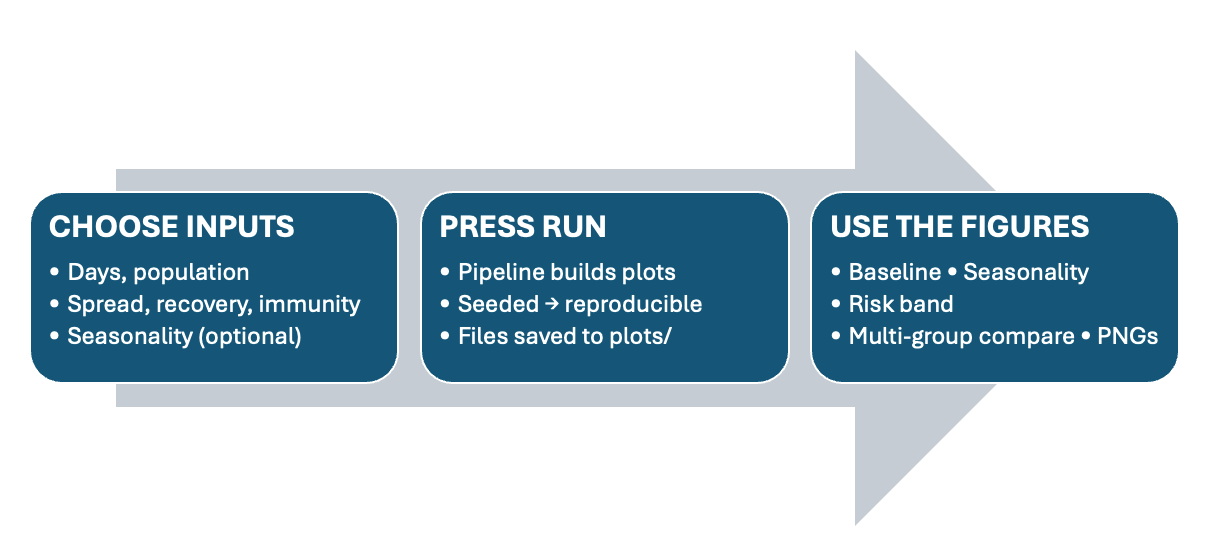 CHOOSE INPUTS
• Days, population
• Spread, recovery, immunity
• Seasonality (optional)
PRESS RUN
• Pipeline builds plots
• Seeded → reproducible
• Files saved to plots/
USE THE FIGURES
• Baseline • Seasonality
• Risk band
• Multi-group compare • PNGs